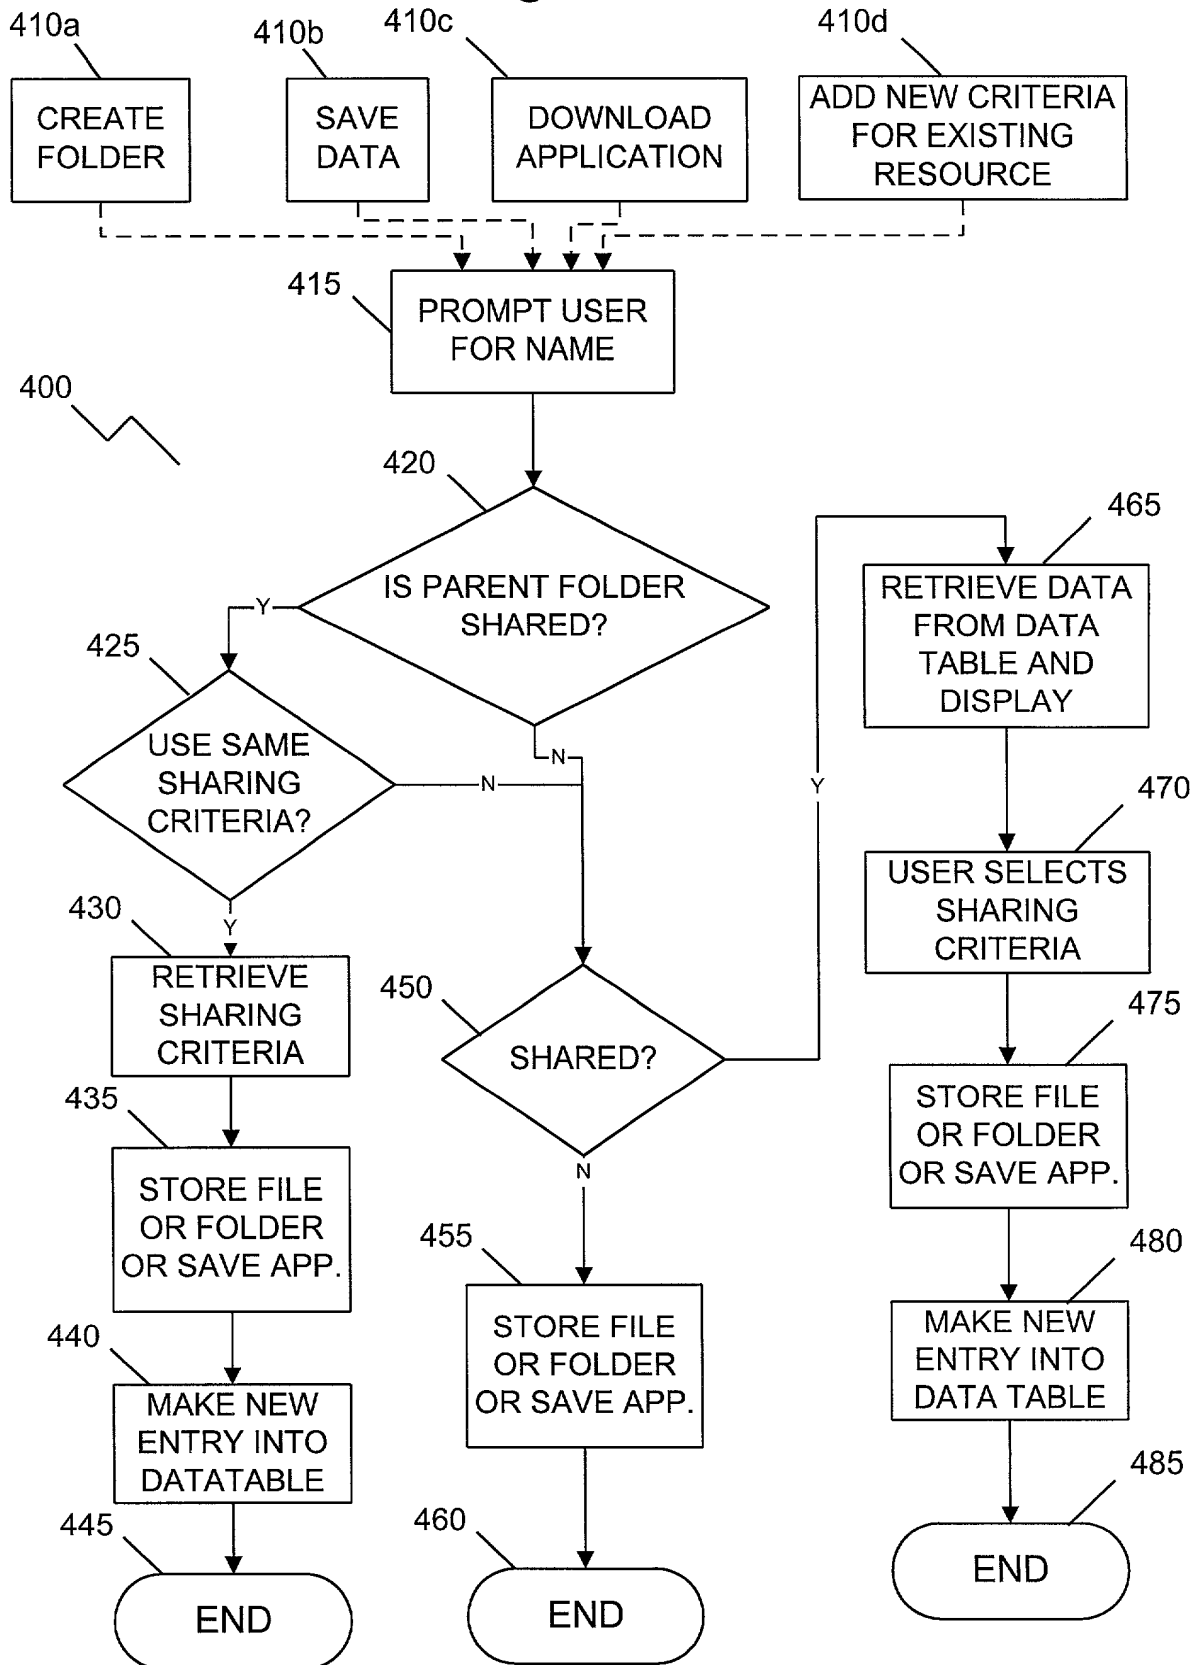 410a
410b
410c
410d
CREATE
FOLDER
SAVE
DATA
DOWNLOAD
APPLICATION
ADD NEW CRITERIA
FOR EXISTING
RESOURCE
415
PROMPT USER
FOR NAME
400
420
IS PARENT FOLDER
SHARED?
Y
N
425
USE SAME
SHARING
CRITERIA?
N
Y
430
RETRIEVE
SHARING
CRITERIA
435
STORE FILE
OR FOLDER
OR SAVE APP.
440
MAKE NEW
ENTRY INTO
DATATABLE
445
END
450
SHARED?
Y
N
455
STORE FILE
OR FOLDER
OR SAVE APP.
460
END
465
RETRIEVE DATA
FROM DATA
TABLE AND
DISPLAY
470
USER SELECTS
SHARING
CRITERIA
475
STORE FILE
OR FOLDER
OR SAVE APP.
480
MAKE NEW
ENTRY INTO
DATA TABLE
485
END